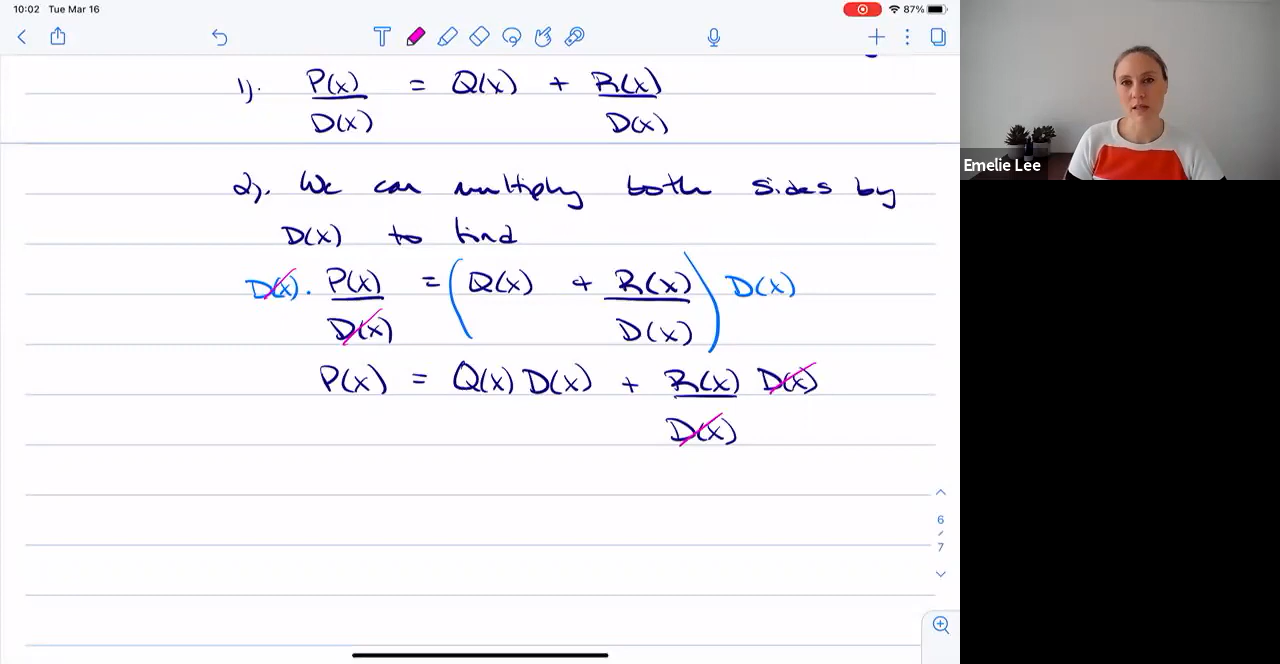 10:02 Tue Mar 16
87%
T
1). P(x)/D(x) = Q(x) + R(x)/D(x)
2). We can multiply both sides by
D(x) to find
D(x) · P(x)/D(x) = (Q(x) + R(x)/D(x)) D(x)
P(x) = Q(x) D(x) + R(x)/D(x) D(x)
6
/
7
Emelie Lee